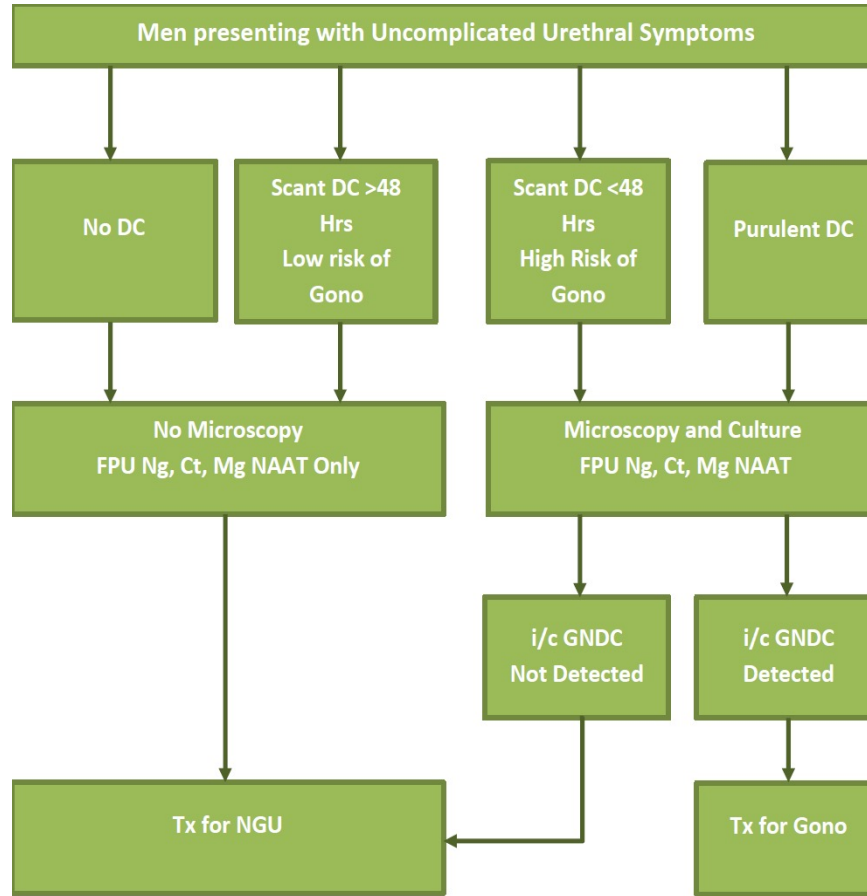 Men presenting with Uncomplicated Urethral Symptoms
No DC
Scant DC >48
Hrs
Low risk of
Gono
Scant DC <48
Hrs
High Risk of
Gono
Purulent DC
No Microscopy
FPU Ng, Ct, Mg NAAT Only
Microscopy and Culture
FPU Ng, Ct, Mg NAAT
i/c GNDC
Not Detected
i/c GNDC
Detected
Tx for NGU
Tx for Gono